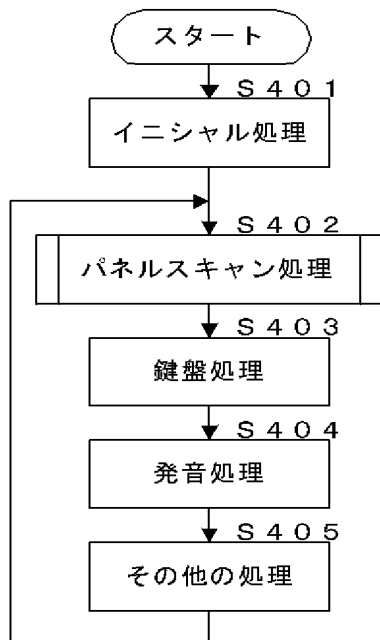 スタート
S401
イニシャル処理
S402
パネルスキャン処理
S403
鍵盤処理
S404
発音処理
S405
その他の処理